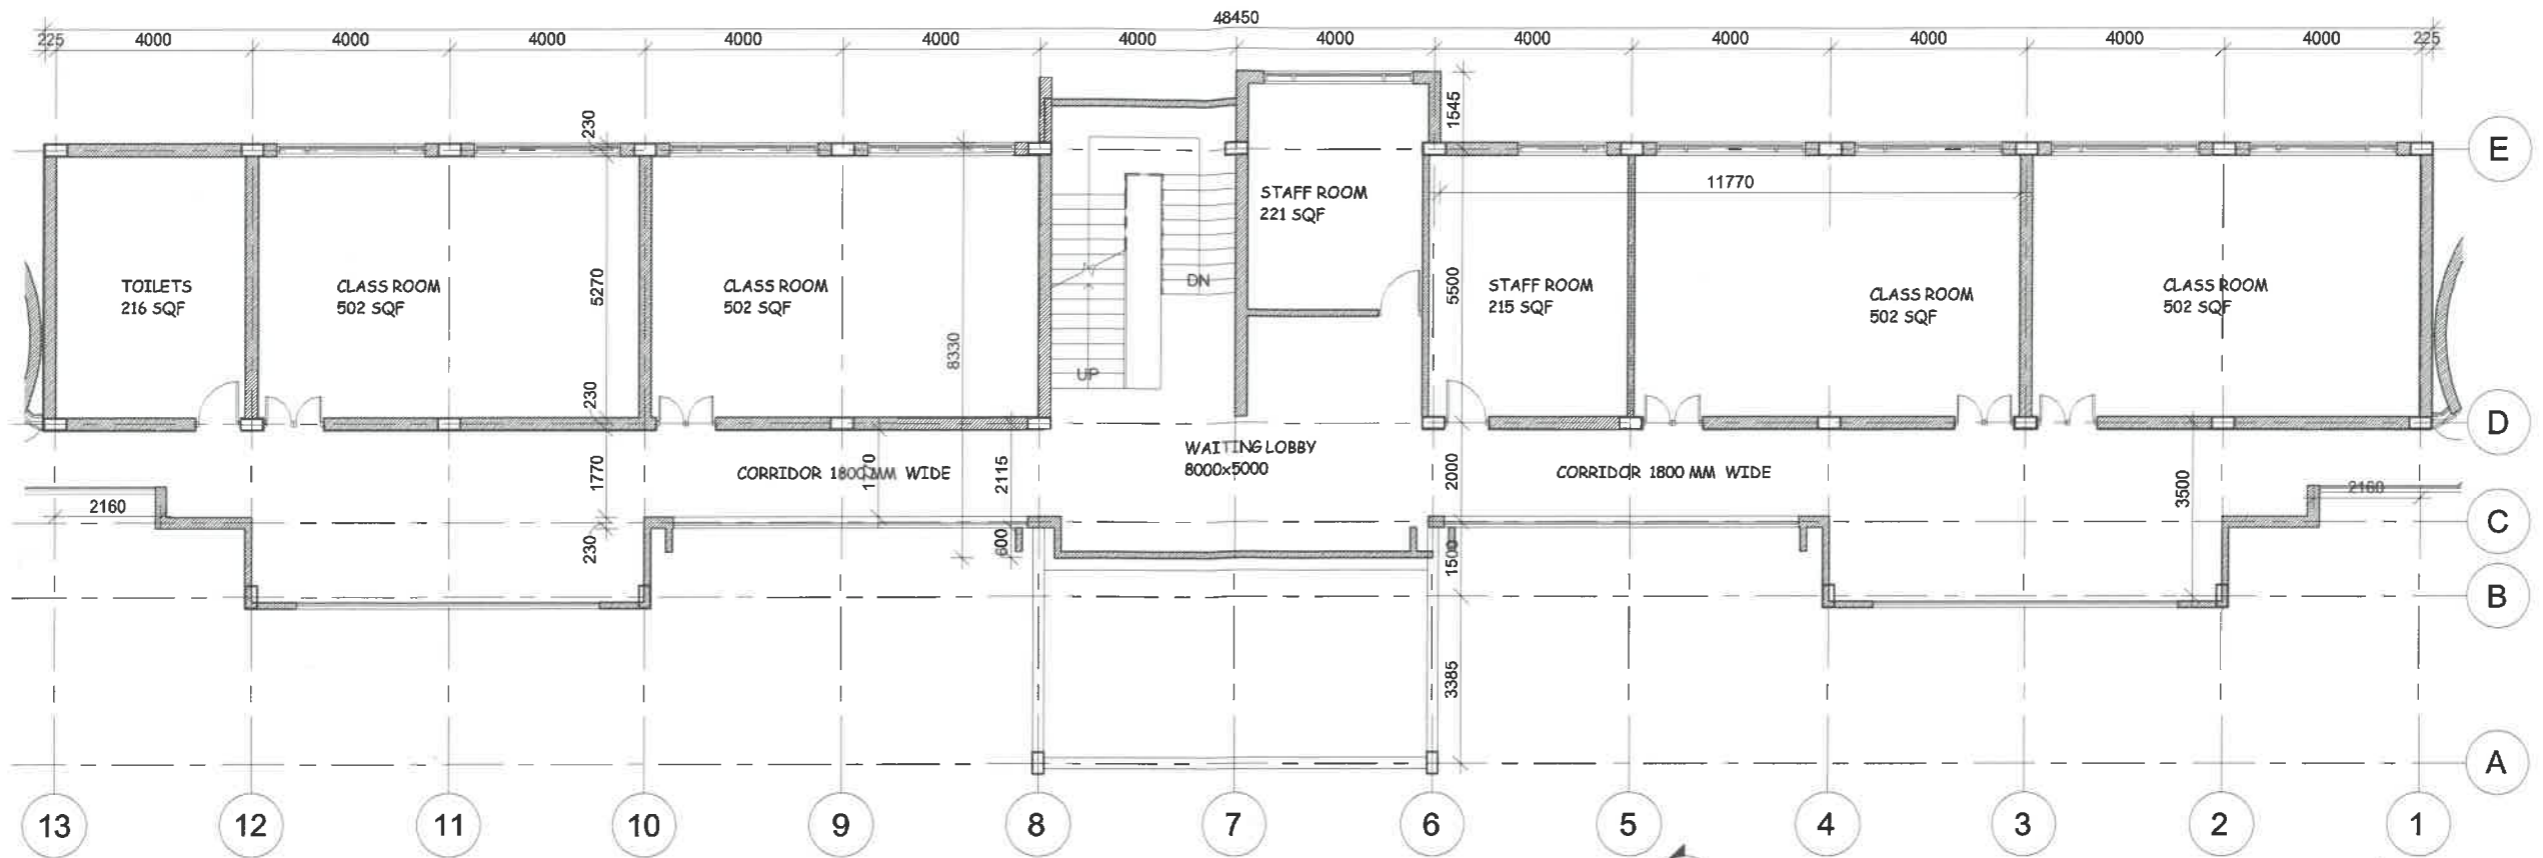 48450
225 4000 4000 4000 4000 4000 4000 4000 4000 4000 4000 4000 4000 225
230
1545
E
11770
STAFF ROOM
221 SQF
TOILETS
216 SQF
CLASS ROOM
502 SQF
5270
CLASS ROOM
502 SQF
DN
UP
8330
5500
STAFF ROOM
215 SQF
CLASS ROOM
502 SQF
CLASS ROOM
502 SQF
230
D
1770
CORRIDOR 1800 MM WIDE
1770
2115
WAITING LOBBY
8000x5000
2000
CORRIDOR 1800 MM WIDE
3500
2160
2160
C
230
600
1500
B
3385
A
13 12 11 10 9 8 7 6 5 4 3 2 1